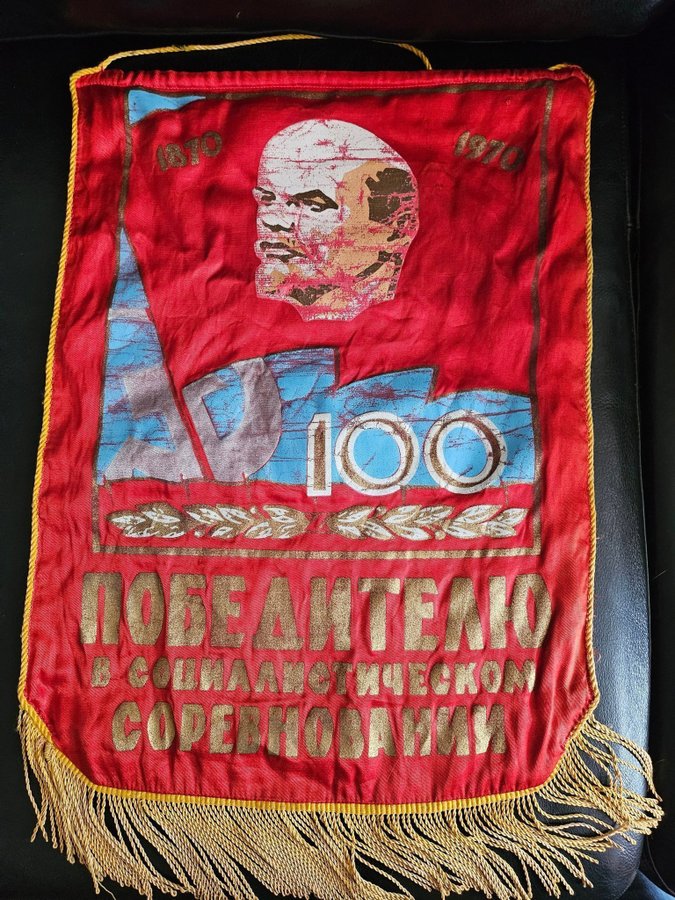 1870 1970
100
ПОБЕДИТЕЛЮ
В СОЦИАЛИСТИЧЕСКОМ
СОРЕВНОВАНИИ